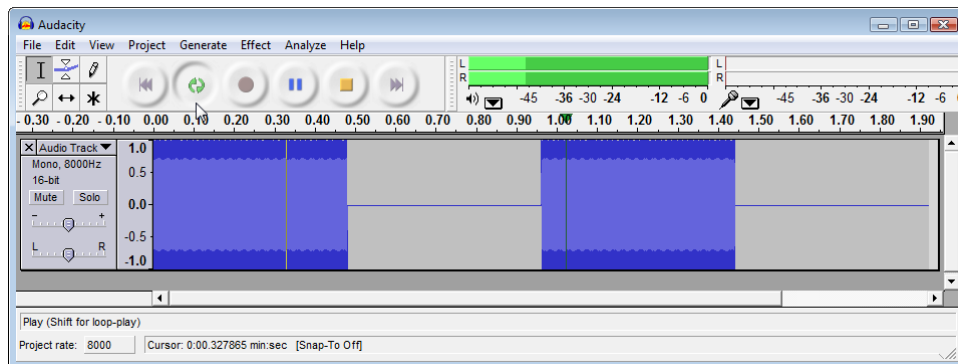 Audacity
File Edit View Project Generate Effect Analyze Help
L L
R R
-45 -36 -30 -24 -12 -6 0 -45 -36 -30 -24 -12 -6
- 0.30 - 0.20 - 0.10 0.00 0.10 0.20 0.30 0.40 0.50 0.60 0.70 0.80 0.90 1.00 1.10 1.20 1.30 1.40 1.50 1.60 1.70 1.80 1.90
X Audio Track 1.0
Mono, 8000Hz
16-bit 0.5
Mute Solo
0.0
- +
-0.5
L R
-1.0
Play (Shift for loop-play)
Project rate: 8000 Cursor: 0:00.327865 min:sec [Snap-To Off]